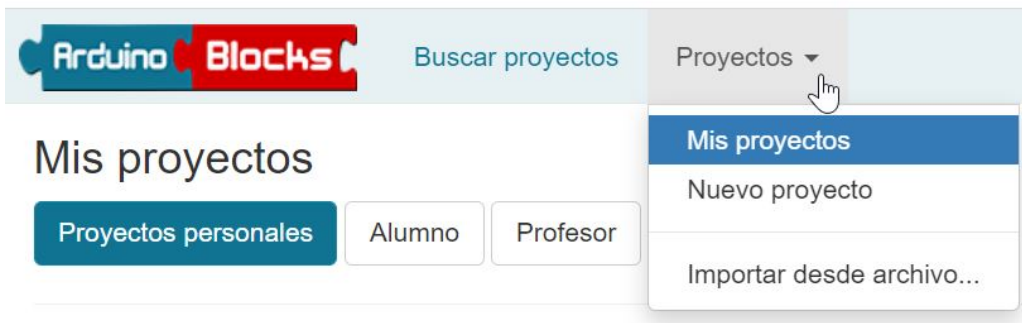 Arduino Blocks
Buscar proyectos
Proyectos
Mis proyectos
Nuevo proyecto
Importar desde archivo...
Mis proyectos
Proyectos personales
Alumno
Profesor